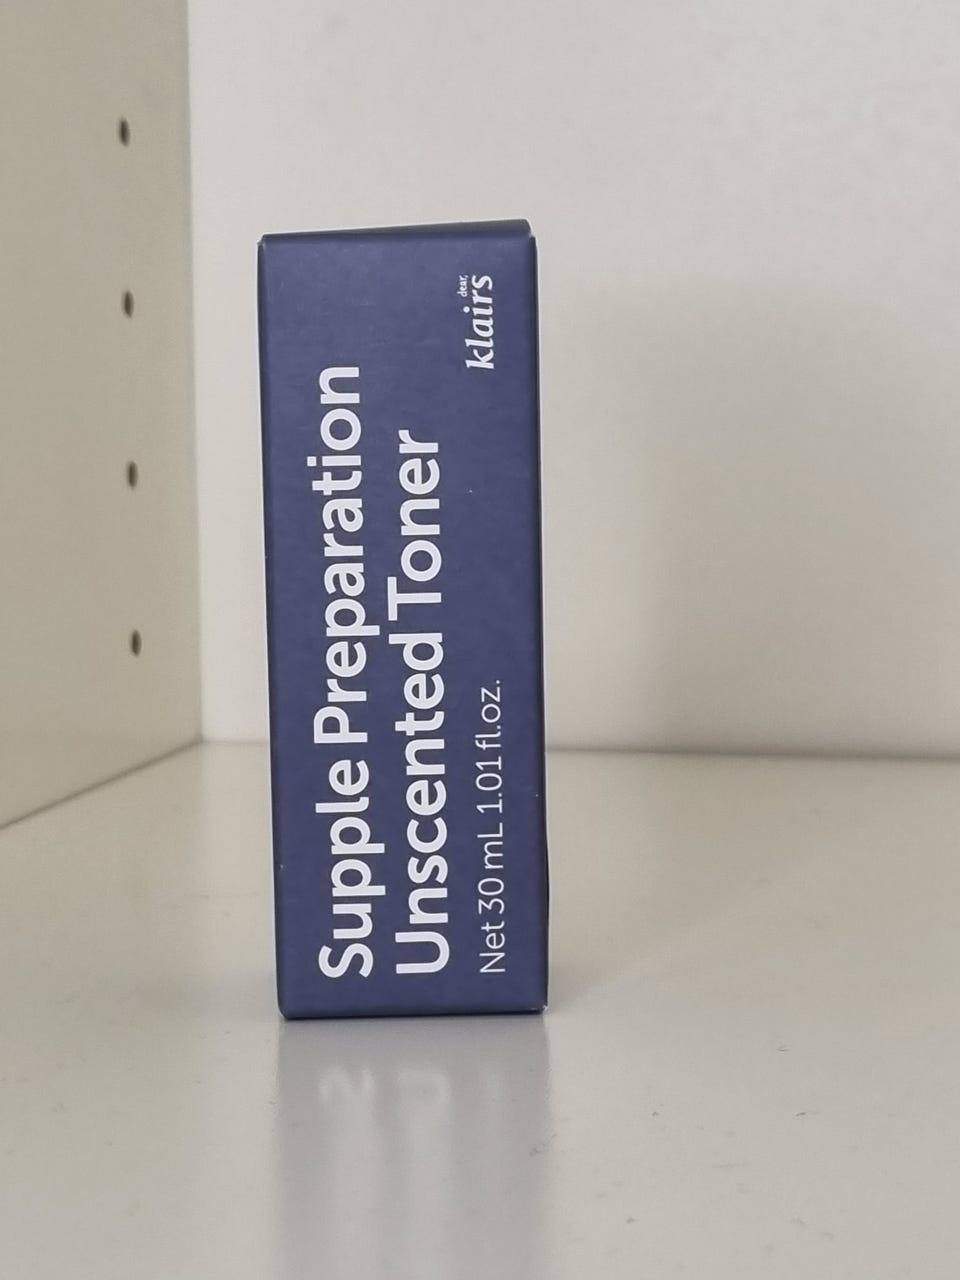 Supple Preparation
Unscented Toner
Net 30 mL 1.01 fl.oz.
dear,
klairs